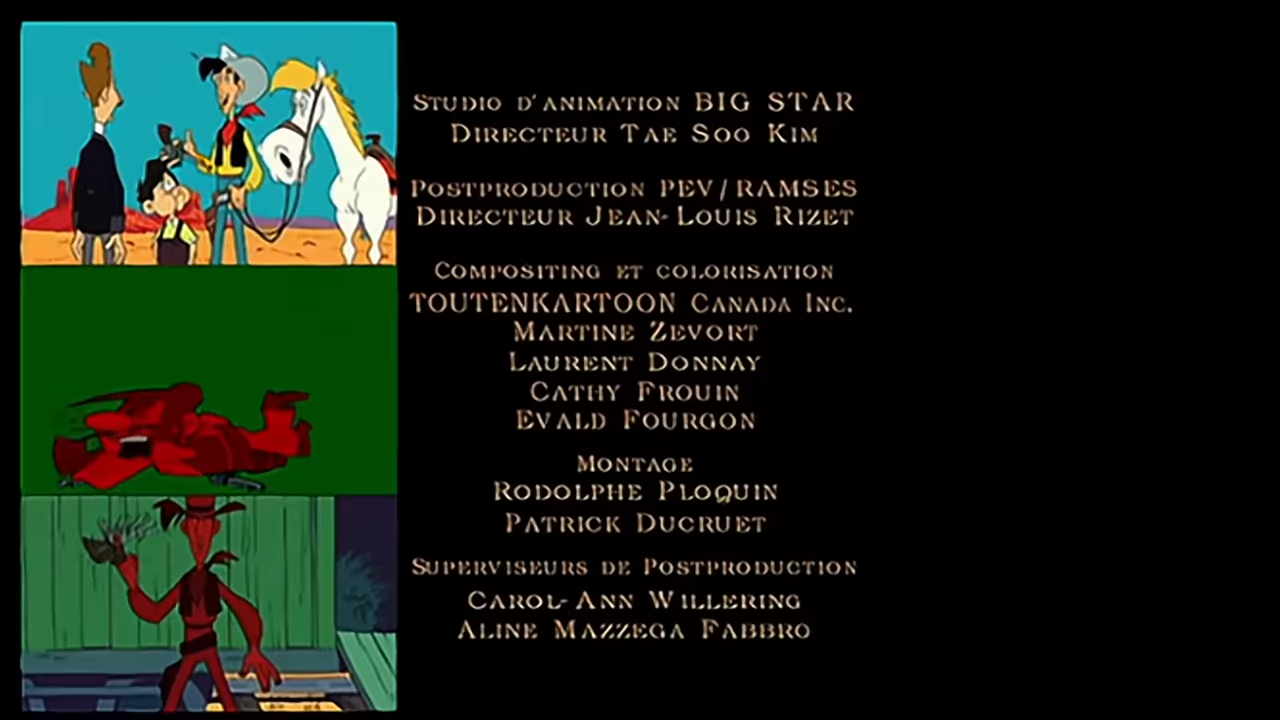 STUDIO D'ANIMATION BIG STAR
DIRECTEUR TAE SOO KIM
POSTPRODUCTION PEV / RAMSES
DIRECTEUR JEAN-LOUIS RIZET
COMPOSITING ET COLORISATION
TOUTENKARTOON CANADA INC.
MARTINE ZEVORT
LAURENT DONNAY
CATHY FROUIN
EVALD FOURGON
MONTAGE
RODOLPHE PLOQUIN
PATRICK DUCRUET
SUPERVISEURS DE POSTPRODUCTION
CAROL-ANN WILLERING
ALINE MAZZEGA FABBRO